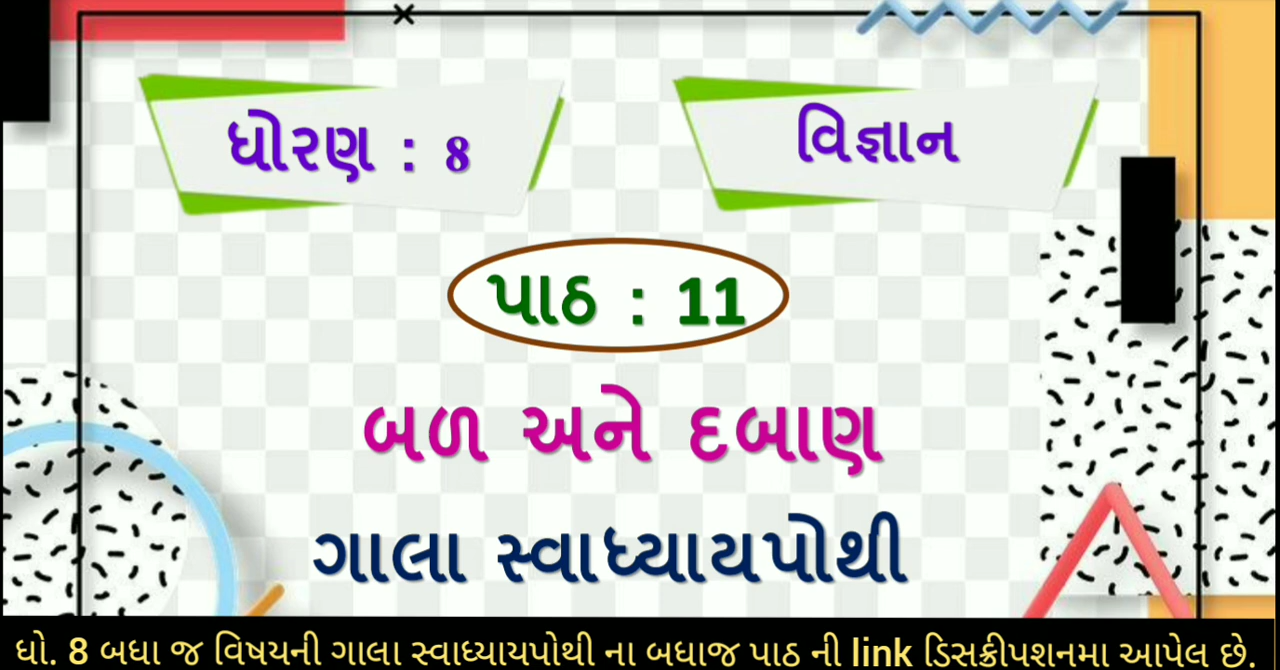 ધોરણ : 8
વિજ્ઞાન
પાઠ : 11
બળ અને દબાણ
ગાલા સ્વાધ્યાયપોથી
ધો. 8 બધા જ વિષયની ગાલા સ્વાધ્યાયપોથી ના બધાજ પાઠ ની link ડિસક્રીપશનમા આપેલ છે.